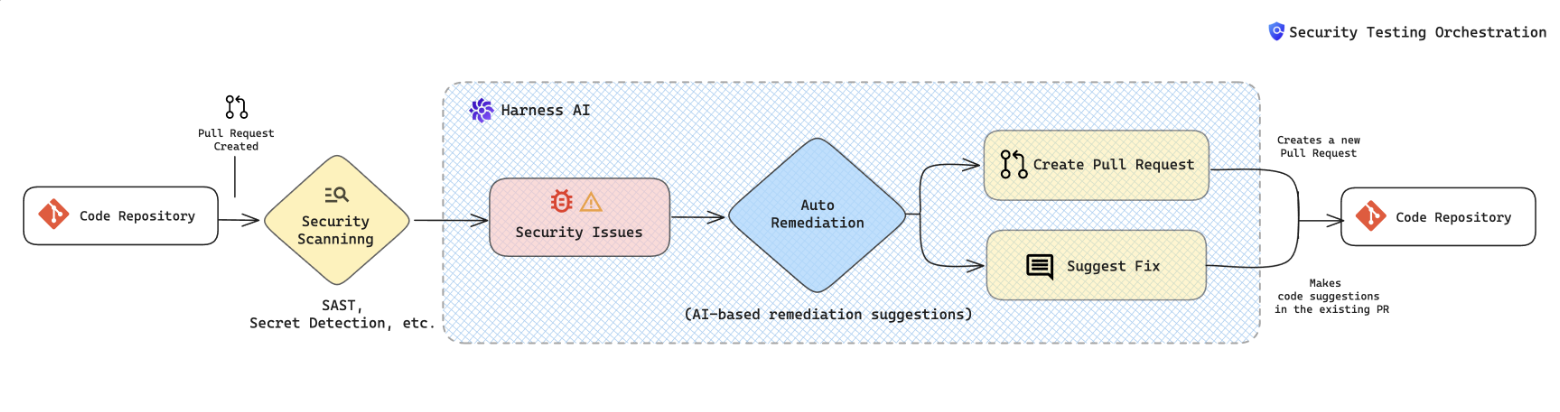 Security Testing Orchestration
Harness AI
Pull Request
Created
Code Repository
Security
Scanninng
SAST,
Secret Detection, etc.
Security Issues
Auto
Remediation
(AI-based remediation suggestions)
Create Pull Request
Suggest Fix
Creates a new
Pull Request
Makes
code suggestions
in the existing PR
Code Repository